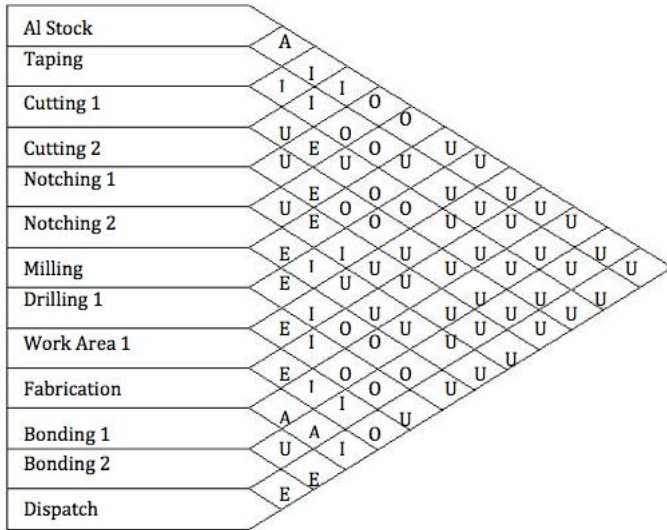 Al Stock
A
Taping
I
I I
Cutting 1 I O
O
U O
Cutting 2 E O U U
U U U
Notching 1
E O U U
U O O U U U
Notching 2 E O U U
E I U U U U
Milling I U U U U U
E U U
Drilling 1 U U U
I U U U U
E O U U U
Work Area 1 I O U
U
E O O U U
Fabrication I O U
I
A U
Bonding 1 A O
U I
Bonding 2
E
E
Dispatch